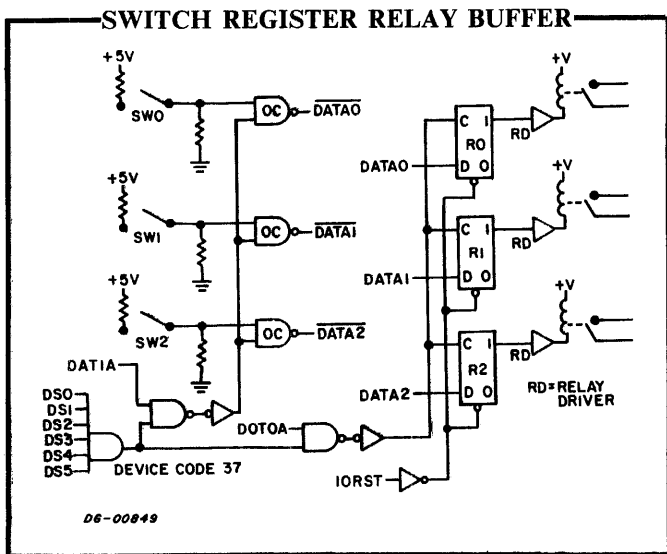 SWITCH REGISTER RELAY BUFFER
+5V
SW0
OC
DATA0
+5V
SW1
OC
DATA1
+5V
SW2
OC
DATA2
DATIA
DS0
DS1
DS2
DS3
DS4
DS5
DEVICE CODE 37
DOTOA
IORST
+V
C 1
R0
D 0
RD
DATA0
+V
C 1
R1
D 0
RD
DATA1
+V
C 1
R2
D 0
RD
DATA2
RD=RELAY
DRIVER
DG-00849